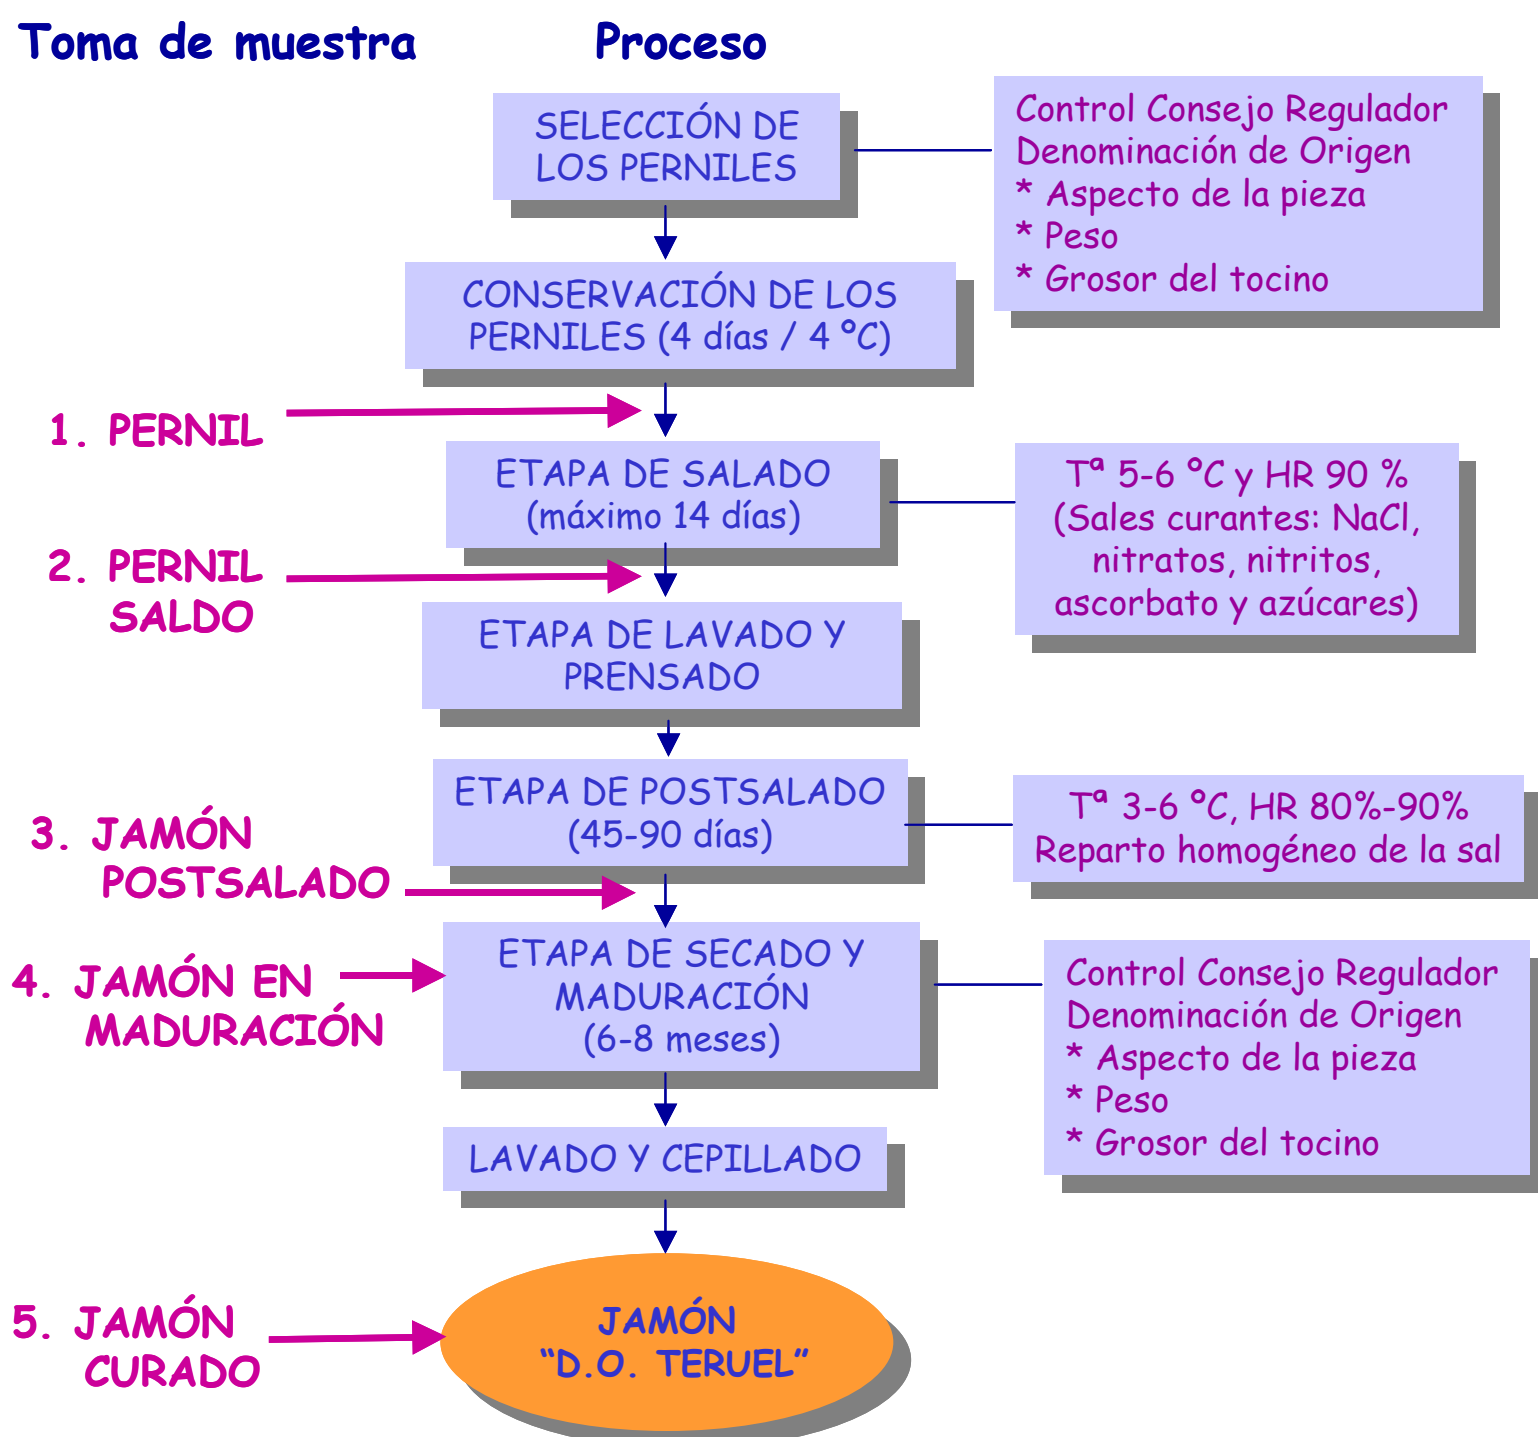 Toma de muestra
Proceso
SELECCIÓN DE
LOS PERNILES
Control Consejo Regulador
Denominación de Origen
* Aspecto de la pieza
* Peso
* Grosor del tocino
CONSERVACIÓN DE LOS
PERNILES (4 días / 4 ºC)
1. PERNIL
ETAPA DE SALADO
(máximo 14 días)
Tª 5-6 ºC y HR 90 %
(Sales curantes: NaCl,
nitratos, nitritos,
ascorbato y azúcares)
2. PERNIL
SALDO
ETAPA DE LAVADO Y
PRENSADO
ETAPA DE POSTSALADO
(45-90 días)
Tª 3-6 ºC, HR 80%-90%
Reparto homogéneo de la sal
3. JAMÓN
POSTSALADO
4. JAMÓN EN
MADURACIÓN
ETAPA DE SECADO Y
MADURACIÓN
(6-8 meses)
Control Consejo Regulador
Denominación de Origen
* Aspecto de la pieza
* Peso
* Grosor del tocino
LAVADO Y CEPILLADO
5. JAMÓN
CURADO
JAMÓN
“D.O. TERUEL”